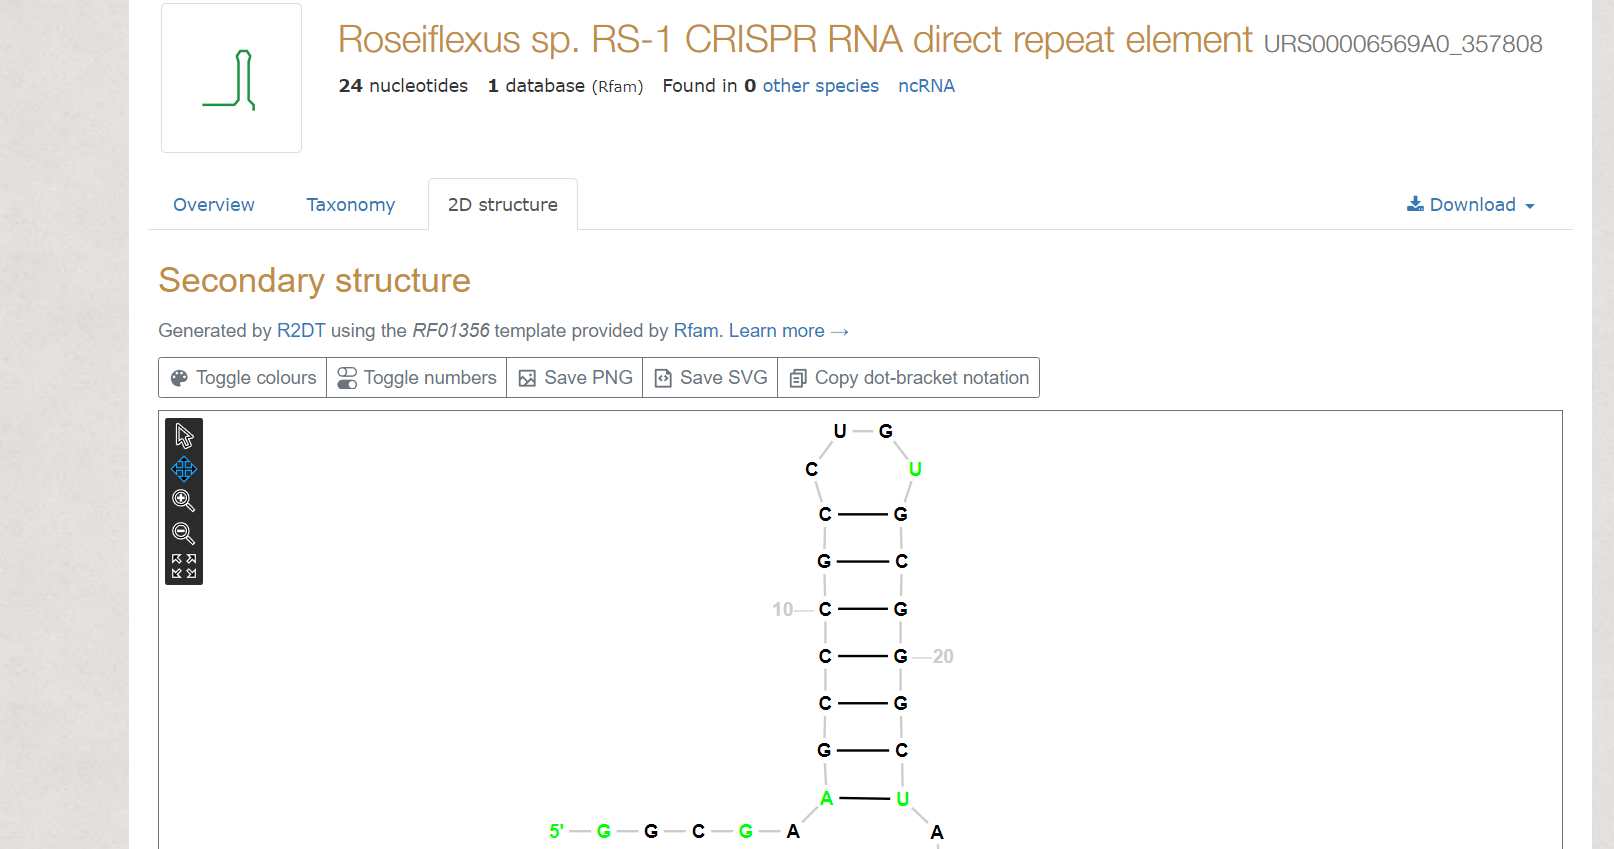 Roseiflexus sp. RS-1 CRISPR RNA direct repeat element URS00006569A0_357808
24 nucleotides 1 database (Rfam) Found in 0 other species ncRNA
Overview Taxonomy 2D structure Download
Secondary structure
Generated by R2DT using the RF01356 template provided by Rfam. Learn more →
Toggle colours Toggle numbers Save PNG Save SVG Copy dot-bracket notation
U G
C U
C G
G C
10 C G
C G 20
C G
G C
A U
5' G G C G A A